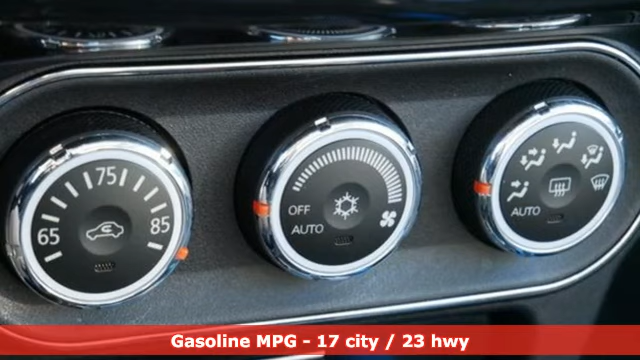 75
65
85
OFF
AUTO
AUTO
Gasoline MPG - 17 city / 23 hwy